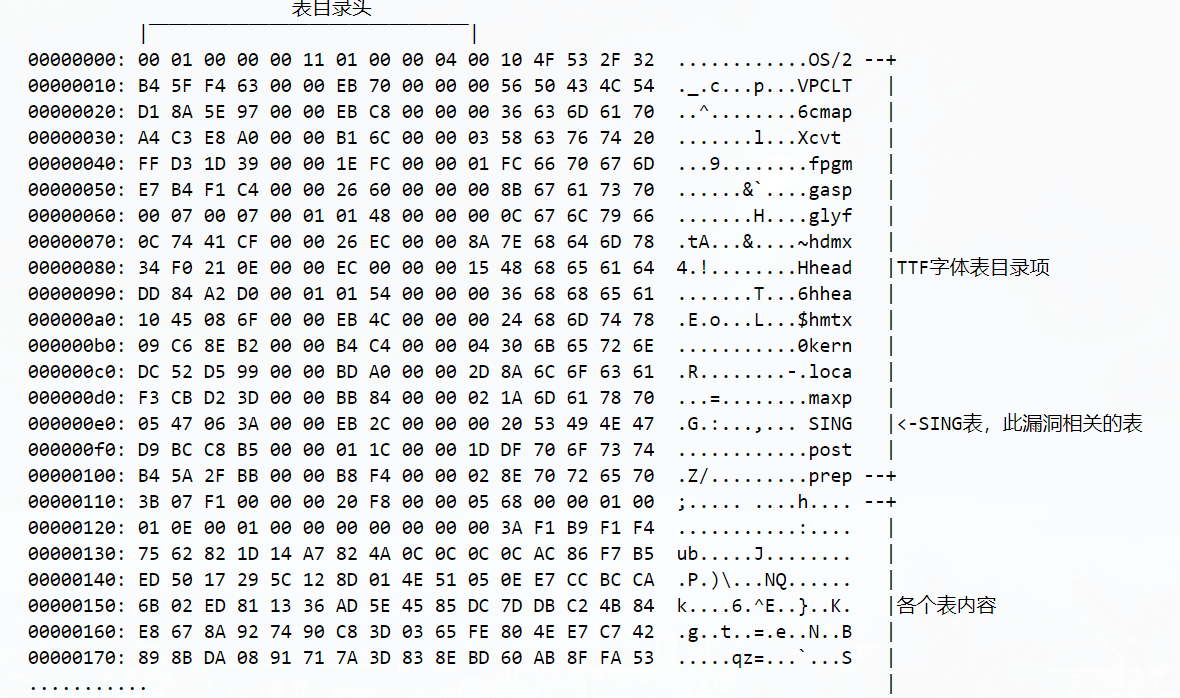 表目录头
|￣￣￣￣￣￣￣￣￣￣￣￣￣￣￣￣|
00000000: 00 01 00 00 00 11 01 00 00 04 00 10 4F 53 2F 32  ............OS/2 --+
00000010: B4 5F F4 63 00 00 EB 70 00 00 00 56 50 43 4C 54  ._.c...p...VPCLT   |
00000020: D1 8A 5E 97 00 00 EB C8 00 00 00 36 63 6D 61 70  ..^........6cmap   |
00000030: A4 C3 E8 A0 00 00 B1 6C 00 00 03 58 63 76 74 20  .......l...Xcvt    |
00000040: FF D3 1D 39 00 00 1E FC 00 00 01 FC 66 70 67 6D  ...9........fpgm   |
00000050: E7 B4 F1 C4 00 00 26 60 00 00 00 8B 67 61 73 70  ......&`....gasp   |
00000060: 00 07 00 07 00 01 01 48 00 00 00 0C 67 6C 79 66  .......H....glyf   |
00000070: 0C 74 41 CF 00 00 26 EC 00 00 8A 7E 68 64 6D 78  .tA...&....~hdmx   |
00000080: 34 F0 21 0E 00 00 EC 00 00 00 15 48 68 65 61 64  4.!........Hhead   |TTF字体表目录项
00000090: DD 84 A2 D0 00 01 01 54 00 00 00 36 68 68 65 61  .......T...6hhea   |
000000a0: 10 45 08 6F 00 00 EB 4C 00 00 00 24 68 6D 74 78  .E.o...L...$hmtx   |
000000b0: 09 C6 8E B2 00 00 B4 C4 00 00 04 30 6B 65 72 6E  ...........0kern   |
000000c0: DC 52 D5 99 00 00 BD A0 00 00 2D 8A 6C 6F 63 61  .R........-.loca   |
000000d0: F3 CB D2 3D 00 00 BB 84 00 00 02 1A 6D 61 78 70  ...=........maxp   |
000000e0: 05 47 06 3A 00 00 EB 2C 00 00 00 20 53 49 4E 47  .G.:...,... SING   |<-SING表，此漏洞相关的表
000000f0: D9 BC C8 B5 00 00 01 1C 00 00 1D DF 70 6F 73 74  ............post   |
00000100: B4 5A 2F BB 00 00 B8 F4 00 00 02 8E 70 72 65 70  .Z/.........prep --+
00000110: 3B 07 F1 00 00 00 20 F8 00 00 05 68 00 00 01 00  ;..... ....h.... --+
00000120: 01 0E 00 01 00 00 00 00 00 00 00 3A F1 B9 F1 F4  ...........:....   |
00000130: 75 62 82 1D 14 A7 82 4A 0C 0C 0C 0C AC 86 F7 B5  ub.....J........   |
00000140: ED 50 17 29 5C 12 8D 01 4E 51 05 0E E7 CC BC CA  .P.)\...NQ......   |
00000150: 6B 02 ED 81 13 36 AD 5E 45 85 DC 7D DB C2 4B 84  k....6.^E..}..K.   |各个表内容
00000160: E8 67 8A 92 74 90 C8 3D 03 65 FE 80 4E E7 C7 42  .g..t..=.e..N..B   |
00000170: 89 8B DA 08 91 71 7A 3D 83 8E BD 60 AB 8F FA 53  .....qz=...`...S   |
...........                                                                |